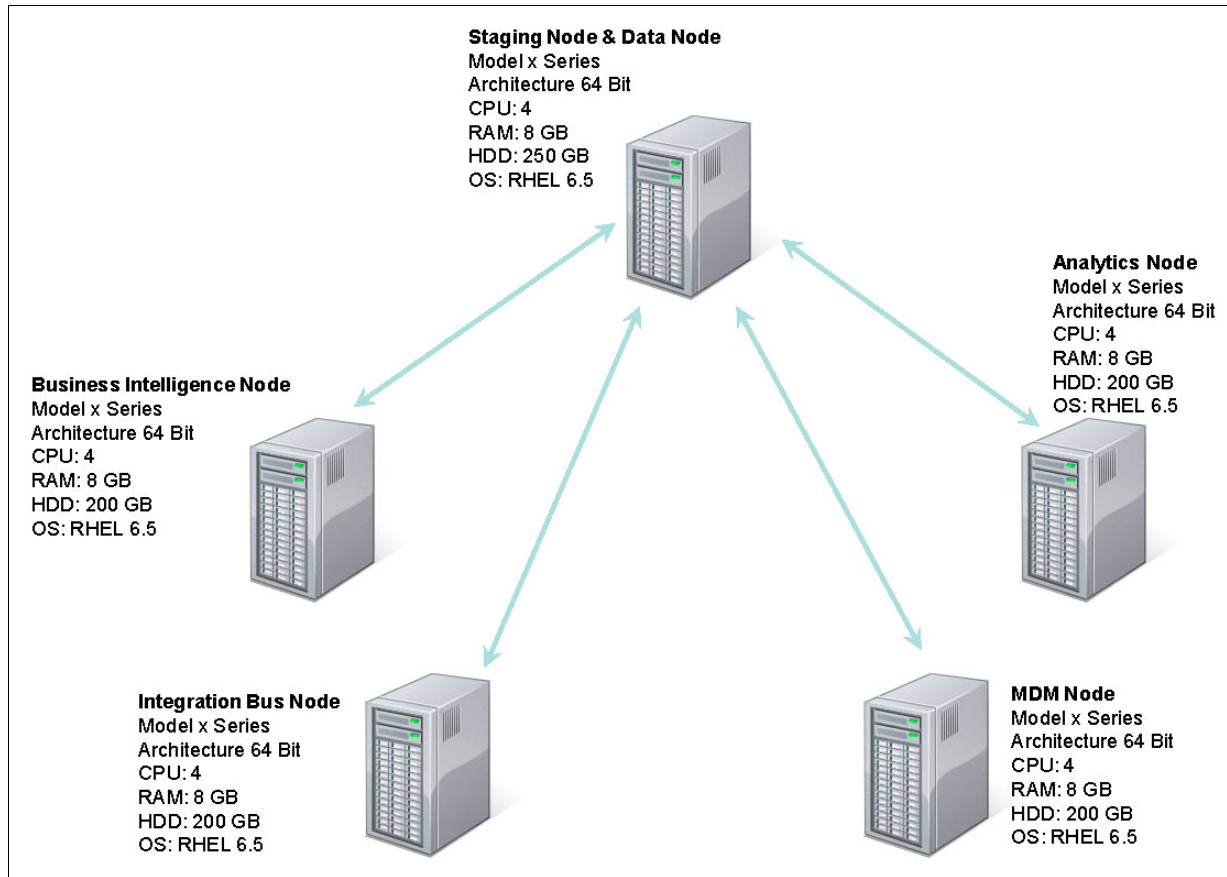 Staging Node & Data Node
Model x Series
Architecture 64 Bit
CPU: 4
RAM: 8 GB
HDD: 250 GB
OS: RHEL 6.5
Analytics Node
Model x Series
Architecture 64 Bit
CPU: 4
RAM: 8 GB
HDD: 200 GB
OS: RHEL 6.5
Business Intelligence Node
Model x Series
Architecture 64 Bit
CPU: 4
RAM: 8 GB
HDD: 200 GB
OS: RHEL 6.5
Integration Bus Node
Model x Series
Architecture 64 Bit
CPU: 4
RAM: 8 GB
HDD: 200 GB
OS: RHEL 6.5
MDM Node
Model x Series
Architecture 64 Bit
CPU: 4
RAM: 8 GB
HDD: 200 GB
OS: RHEL 6.5